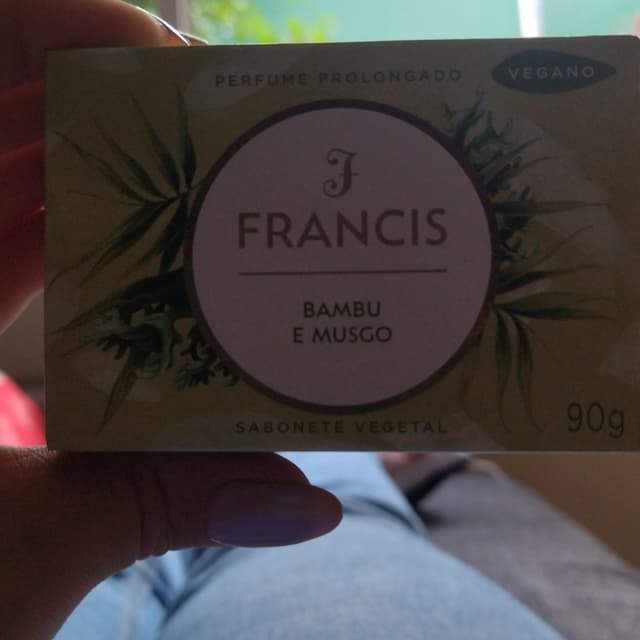 PERFUME PROLONGADO
VEGANO
F
FRANCIS
BAMBU
E MUSGO
SABONETE VEGETAL
90g